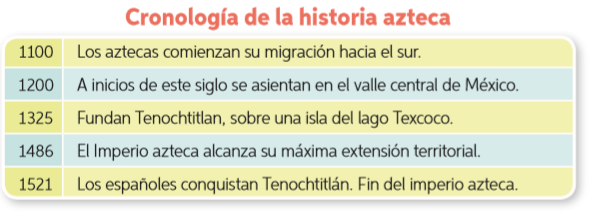 Cronología de la historia azteca
1100 Los aztecas comienzan su migración hacia el sur.
1200 A inicios de este siglo se asientan en el valle central de México.
1325 Fundan Tenochtitlan, sobre una isla del lago Texcoco.
1486 El Imperio azteca alcanza su máxima extensión territorial.
1521 Los españoles conquistan Tenochtitlán. Fin del imperio azteca.